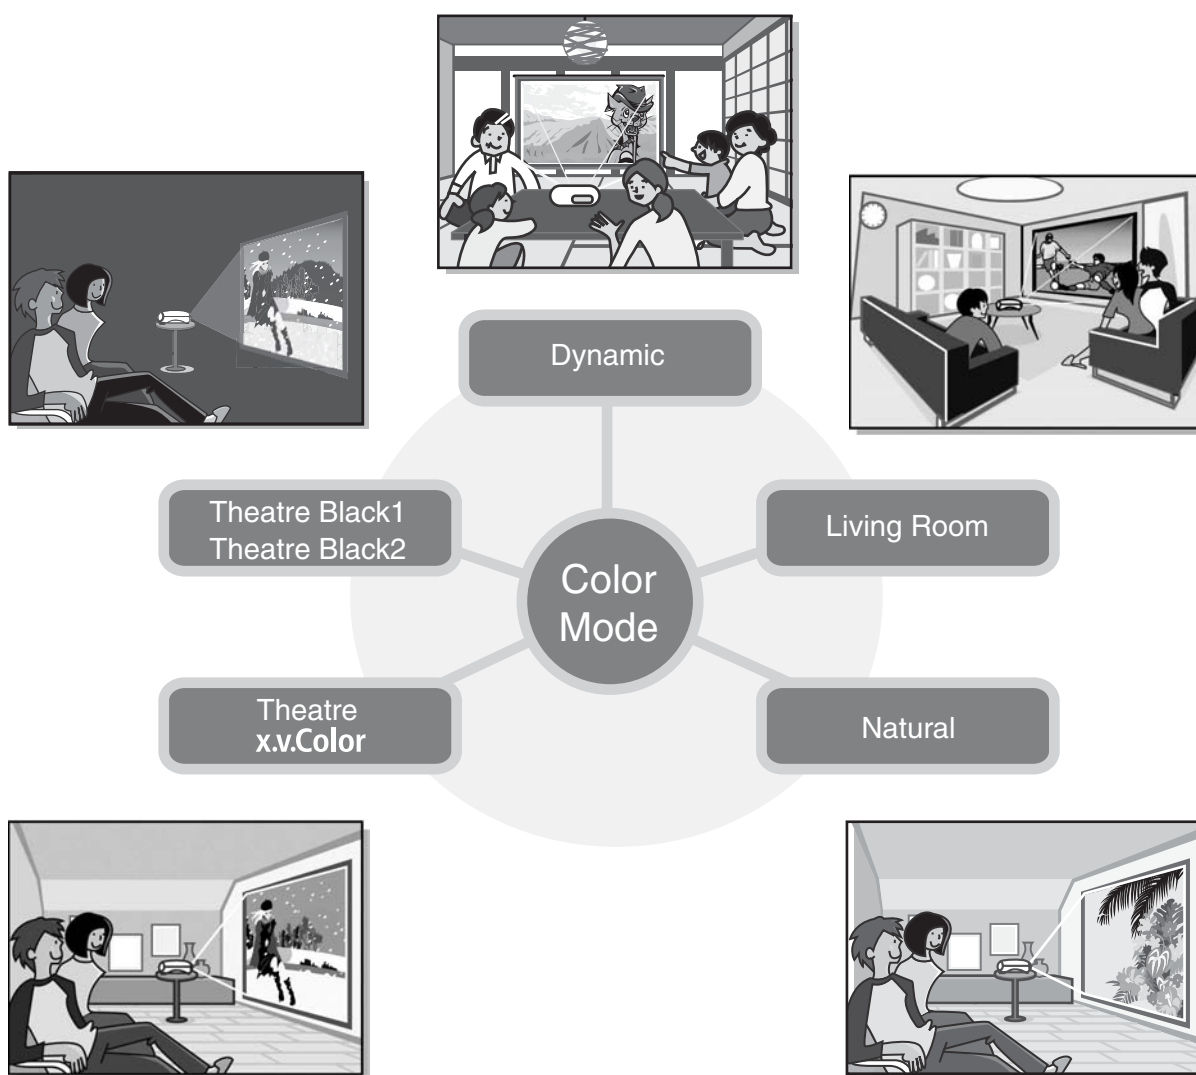 Dynamic
Theatre Black1
Theatre Black2
Living Room
Color
Mode
Theatre
x.v.Color
Natural